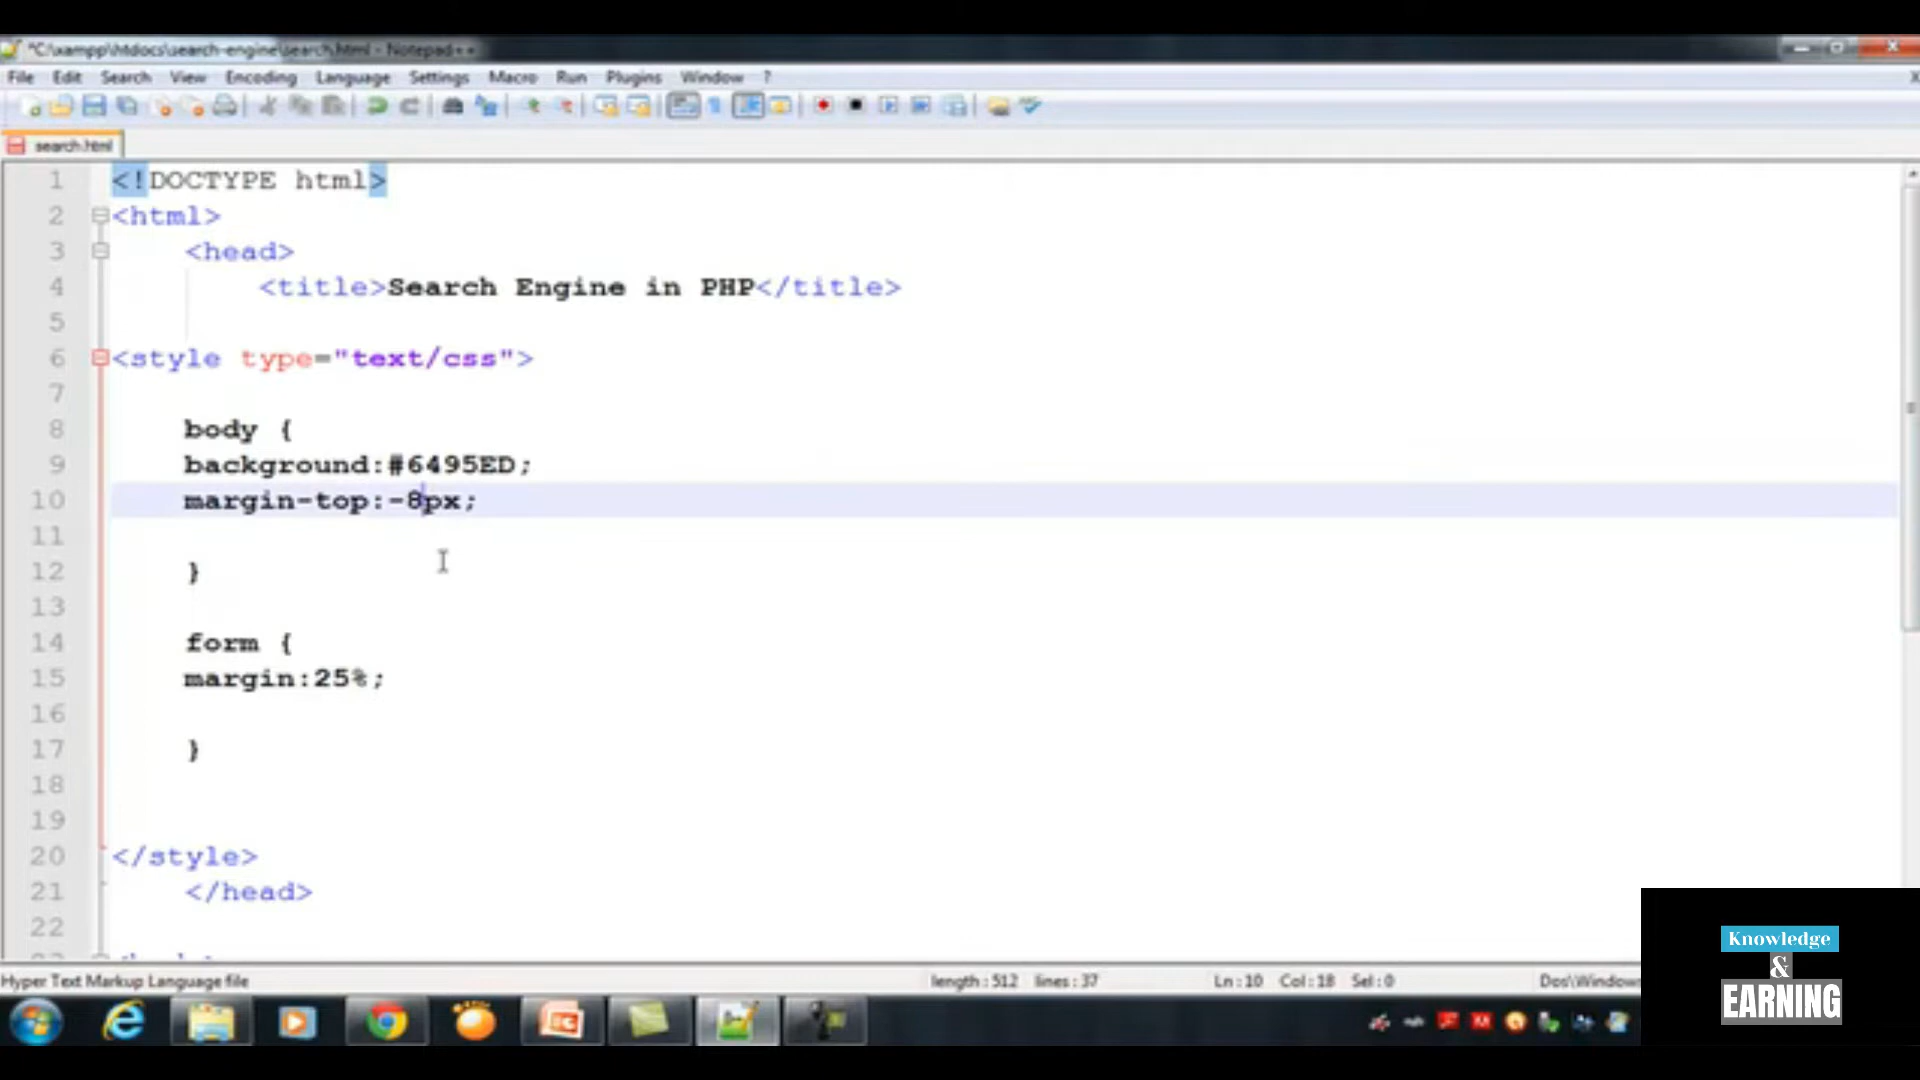 *C:\xampp\htdocs\search-engine\search.html - Notepad++
File Edit Search View Encoding Language Settings Macro Run Plugins Window ? X
search.html
1 <!DOCTYPE html>
2 <html>
3 <head>
4 <title>Search Engine in PHP</title>
5
6 <style type="text/css">
7
8 body {
9 background:#6495ED;
10 margin-top:-8px;
11
12 }
13
14 form {
15 margin:25%;
16
17 }
18
19
20 </style>
21 </head>
22
Hyper Text Markup Language file length : 512 lines : 37 Ln : 10 Col : 18 Sel : 0 Dos\Windows
Knowledge
&
EARNING